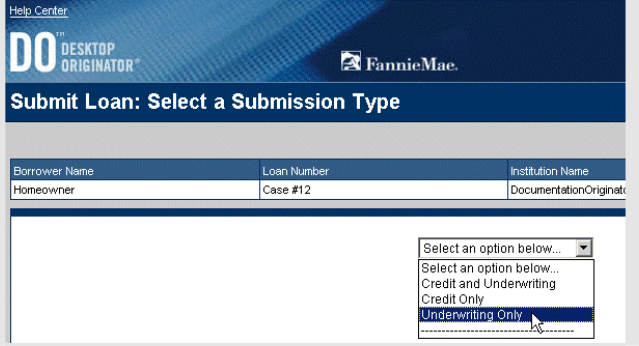 Help Center
DO™ DESKTOP
ORIGINATOR®
FannieMae.
Submit Loan: Select a Submission Type
Borrower Name Loan Number Institution Name
Homeowner Case #12 DocumentationOriginato
Select an option below...
Select an option below...
Credit and Underwriting
Credit Only
Underwriting Only
--------------------------------------